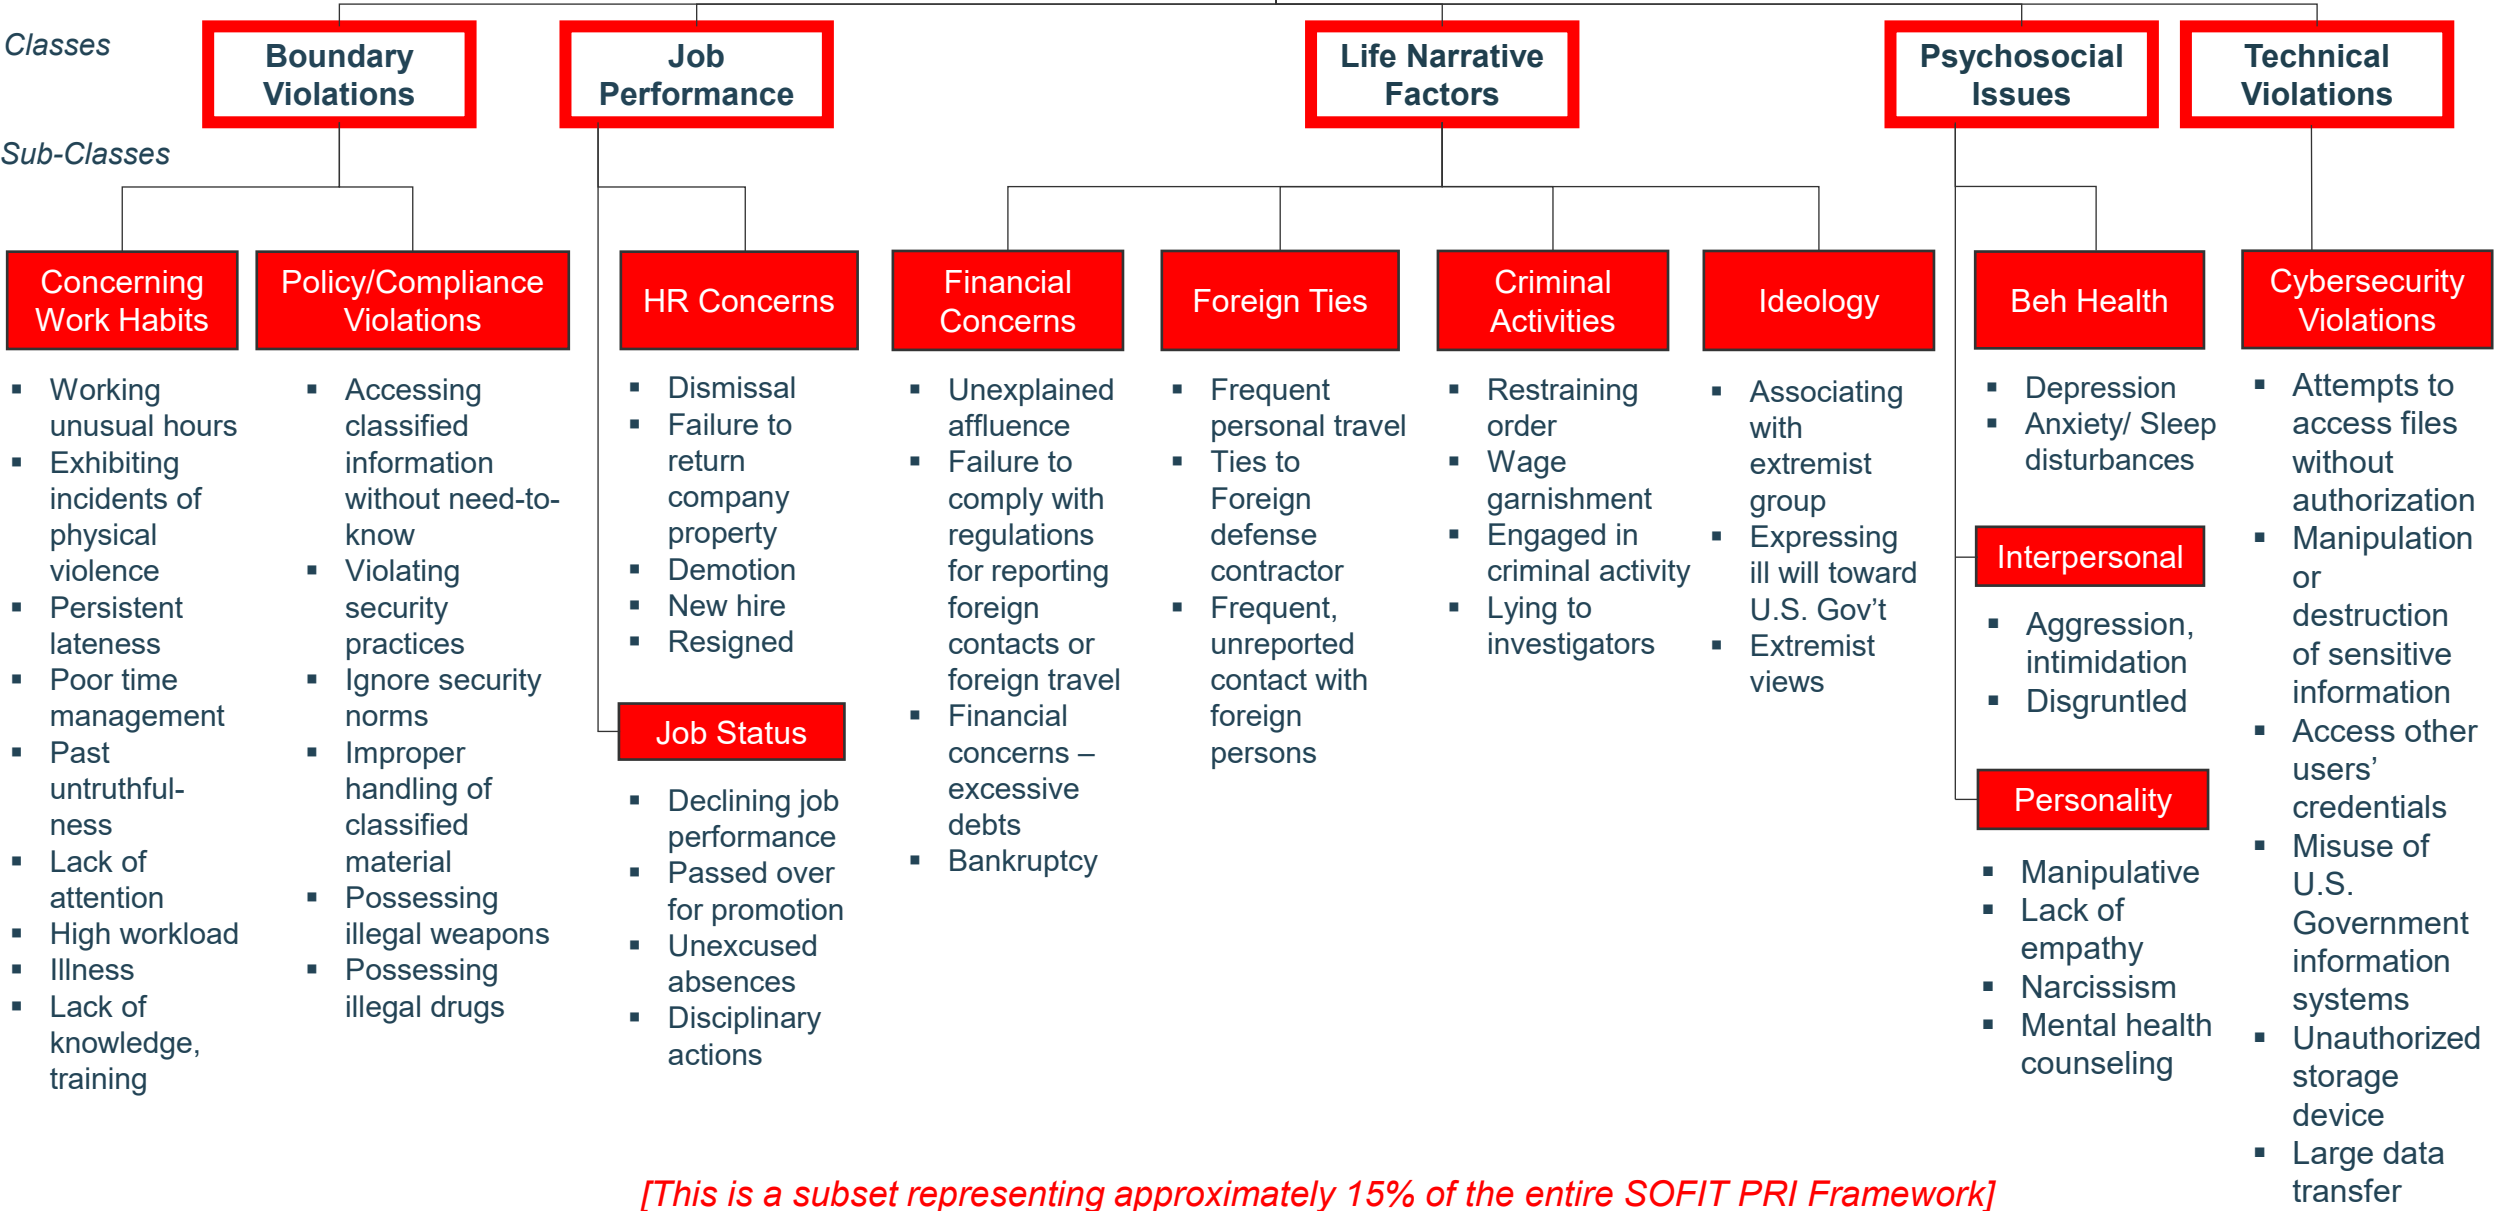 Classes
Boundary
Violations
Job
Performance
Life Narrative
Factors
Psychosocial
Issues
Technical
Violations
Sub-Classes
Concerning
Work Habits
▪ Working
unusual hours
▪ Exhibiting
incidents of
physical
violence
▪ Persistent
lateness
▪ Poor time
management
▪ Past
untruthful-
ness
▪ Lack of
attention
▪ High workload
▪ Illness
▪ Lack of
knowledge,
training
Policy/Compliance
Violations
▪ Accessing
classified
information
without need-to-
know
▪ Violating
security
practices
▪ Ignore security
norms
▪ Improper
handling of
classified
material
▪ Possessing
illegal weapons
▪ Possessing
illegal drugs
HR Concerns
▪ Dismissal
▪ Failure to
return
company
property
▪ Demotion
▪ New hire
▪ Resigned
Job Status
▪ Declining job
performance
▪ Passed over
for promotion
▪ Unexcused
absences
▪ Disciplinary
actions
Financial
Concerns
▪ Unexplained
affluence
▪ Failure to
comply with
regulations
for reporting
foreign
contacts or
foreign travel
▪ Financial
concerns –
excessive
debts
▪ Bankruptcy
Foreign Ties
▪ Frequent
personal travel
▪ Ties to
Foreign
defense
contractor
▪ Frequent,
unreported
contact with
foreign
persons
Criminal
Activities
▪ Restraining
order
▪ Wage
garnishment
▪ Engaged in
criminal activity
▪ Lying to
investigators
Ideology
▪ Associating
with
extremist
group
▪ Expressing
ill will toward
U.S. Gov’t
▪ Extremist
views
Beh Health
▪ Depression
▪ Anxiety/ Sleep
disturbances
Interpersonal
▪ Aggression,
intimidation
▪ Disgruntled
Personality
▪ Manipulative
▪ Lack of
empathy
▪ Narcissism
▪ Mental health
counseling
Cybersecurity
Violations
▪ Attempts to
access files
without
authorization
▪ Manipulation
or
destruction
of sensitive
information
▪ Access other
users’
credentials
▪ Misuse of
U.S.
Government
information
systems
▪ Unauthorized
storage
device
▪ Large data
transfer
[This is a subset representing approximately 15% of the entire SOFIT PRI Framework]